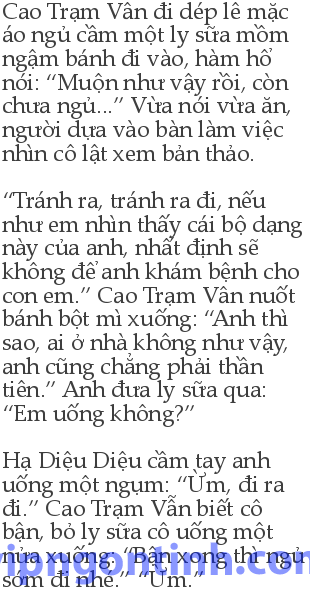 Cao Trạm Vân đi dép lê mặc
áo ngủ cầm một ly sữa mồm
ngậm bánh đi vào, hàm hồ
nói: “Muộn như vậy rồi, còn
chưa ngủ...” Vừa nói vừa ăn,
người dựa vào bàn làm việc
nhìn cô lật xem bản thảo.
“Tránh ra, tránh ra đi, nếu
như em nhìn thấy cái bộ dạng
này của anh, nhất định sẽ
không để anh khám bệnh cho
con em.” Cao Trạm Vân nuốt
bánh bột mì xuống: “Anh thì
sao, ai ở nhà không như vậy,
anh cũng chẳng phải thần
tiên.” Anh đưa ly sữa qua:
“Em uống không?”
Hạ Diệu Diệu cầm tay anh
uống một ngụm: “Ừm, đi ra
đi.” Cao Trạm Vẫn biết cô
bận, bỏ ly sữa cô uống một
nửa xuống: “Bận xong thì ngủ
sớm đi nhé.” “Ừm.”
ipngontinh.com